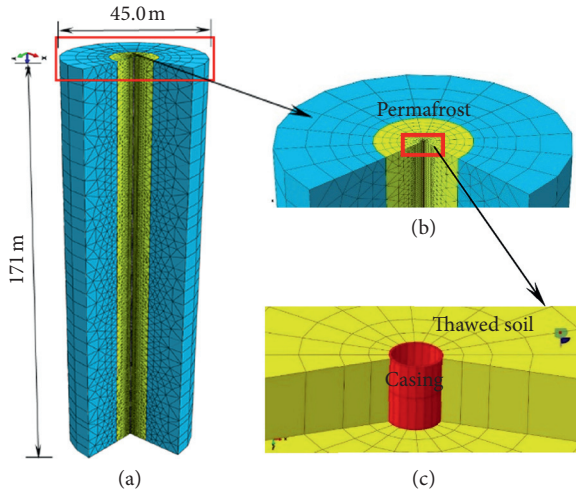 45.0 m
171 m
(a)
Permafrost
(b)
Thawed soil
Casing
(c)